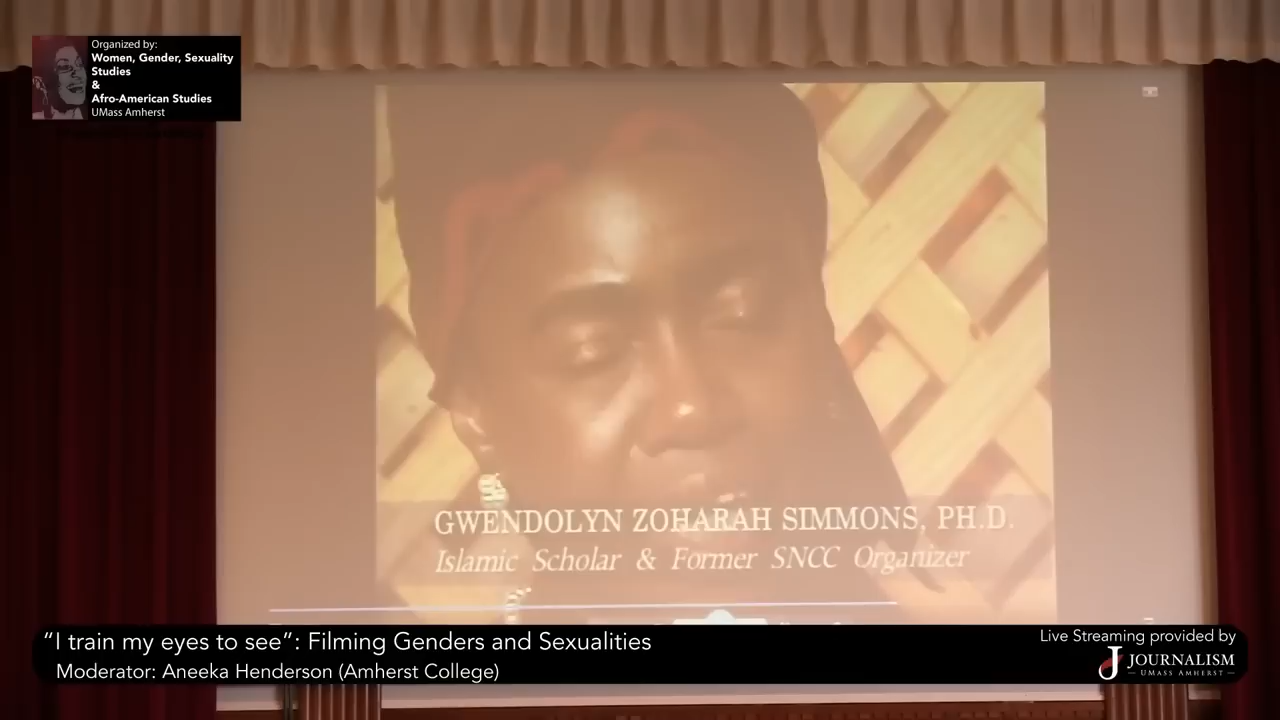 Organized by:
Women, Gender, Sexuality
Studies
&
Afro-American Studies
UMass Amherst
GWENDOLYN ZOHARAH SIMMONS, PH.D.
Islamic Scholar & Former SNCC Organizer
“I train my eyes to see“: Filming Genders and Sexualities
Moderator: Aneeka Henderson (Amherst College)
Live Streaming provided by
JOURNALISM
UMASS AMHERST